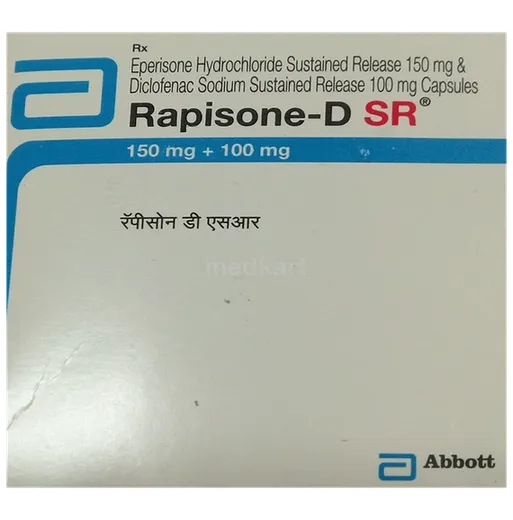 Rx
Eperisone Hydrochloride Sustained Release 150 mg &
Diclofenac Sodium Sustained Release 100 mg Capsules
Rapisone-D SR®
150 mg + 100 mg
रॅपीसोन डी एसआर
medkart
Abbott